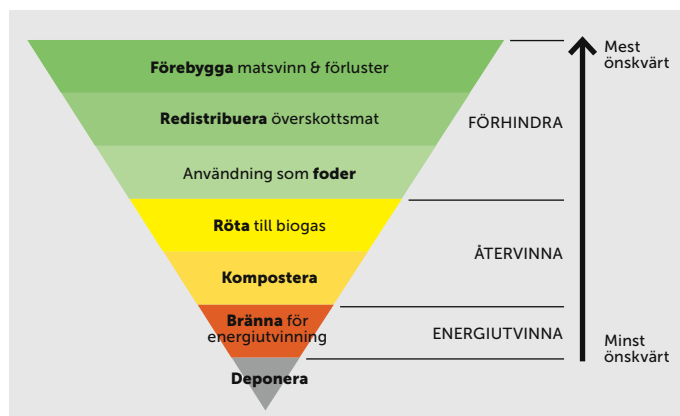 Förebygga matsvinn & förluster
Mest
önskvärt
Redistribuera överskottsmat
FÖRHINDRA
Användning som foder
Röta till biogas
ÅTERVINNA
Kompostera
Bränna för
energiutvinning
ENERGIUTVINNA
Minst
önskvärt
Deponera